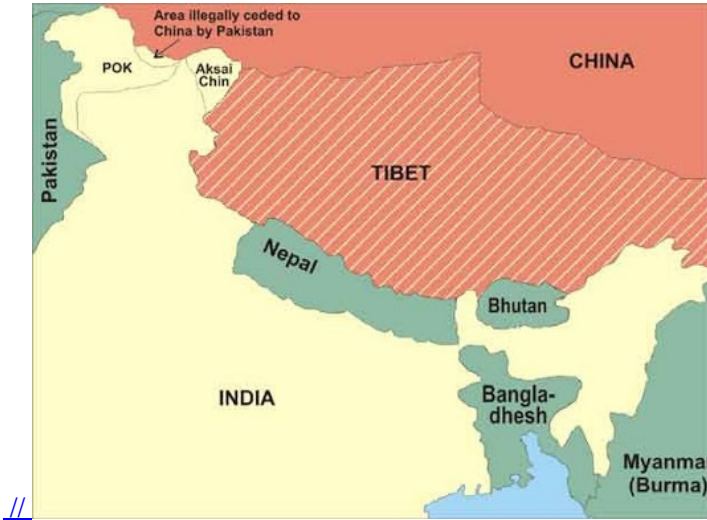 Area illegally ceded to
China by Pakistan
POK
Aksai
Chin
CHINA
Pakistan
TIBET
Nepal
Bhutan
INDIA
Bangla-
dhesh
Myanmar
(Burma)
//